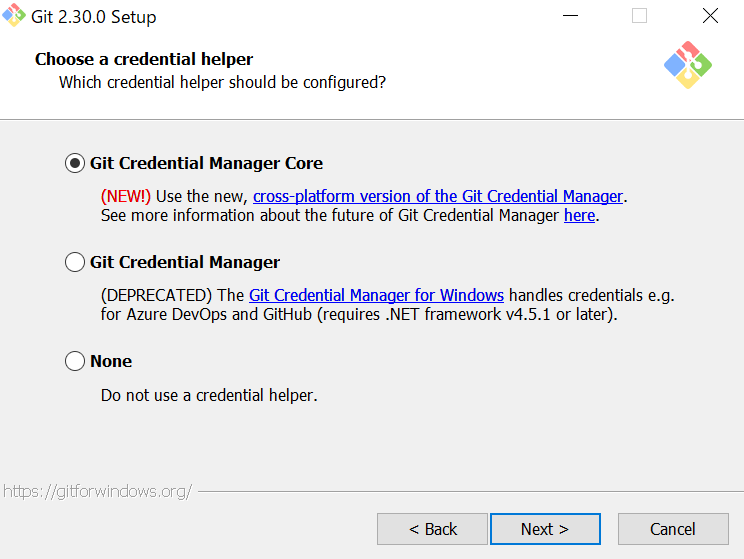 Git 2.30.0 Setup
Choose a credential helper
Which credential helper should be configured?
Git Credential Manager Core
(NEW!) Use the new, cross-platform version of the Git Credential Manager.
See more information about the future of Git Credential Manager here.
Git Credential Manager
(DEPRECATED) The Git Credential Manager for Windows handles credentials e.g.
for Azure DevOps and GitHub (requires .NET framework v4.5.1 or later).
None
Do not use a credential helper.
https://gitforwindows.org/
< Back
Next >
Cancel